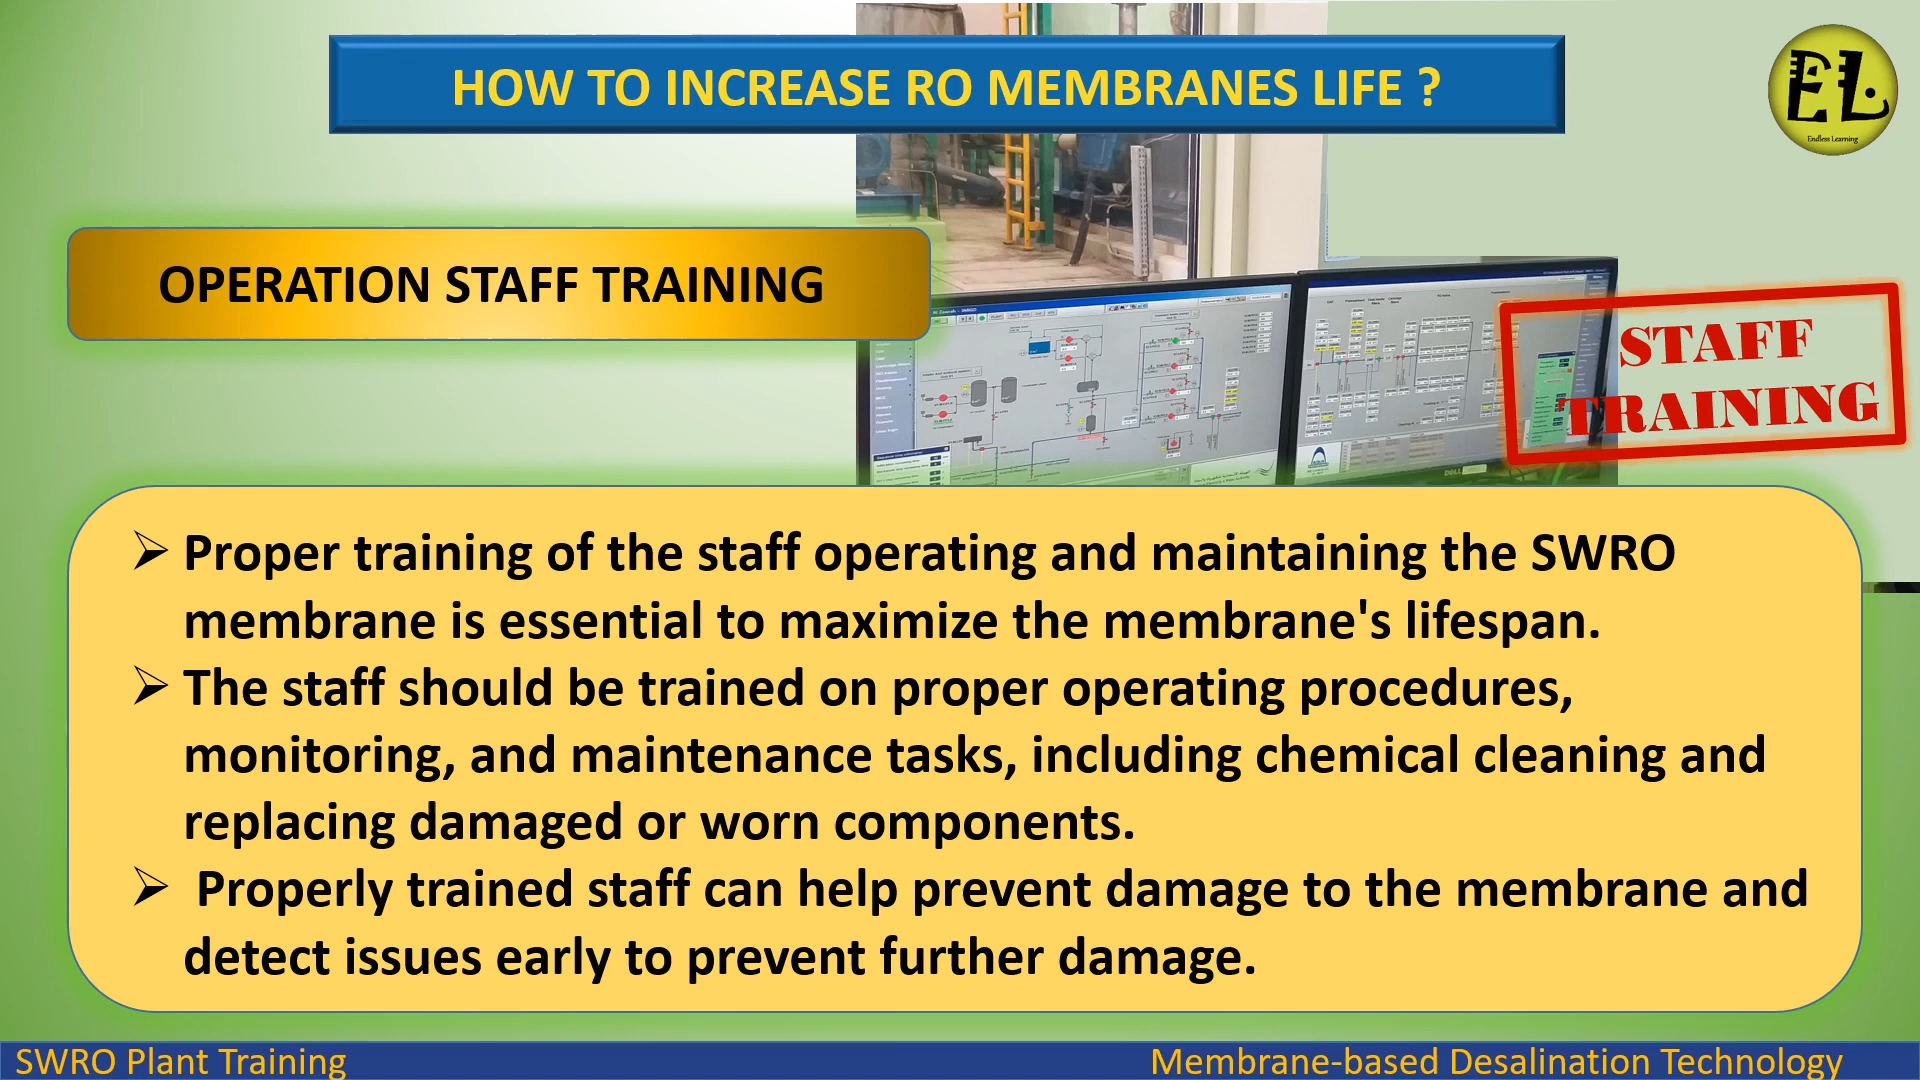 HOW TO INCREASE RO MEMBRANES LIFE ?
EL
Endless Learning
OPERATION STAFF TRAINING
STAFF
TRAINING
DELL
➢ Proper training of the staff operating and maintaining the SWRO
membrane is essential to maximize the membrane's lifespan.
➢ The staff should be trained on proper operating procedures,
monitoring, and maintenance tasks, including chemical cleaning and
replacing damaged or worn components.
➢ Properly trained staff can help prevent damage to the membrane and
detect issues early to prevent further damage.
SWRO Plant Training
Membrane-based Desalination Technology